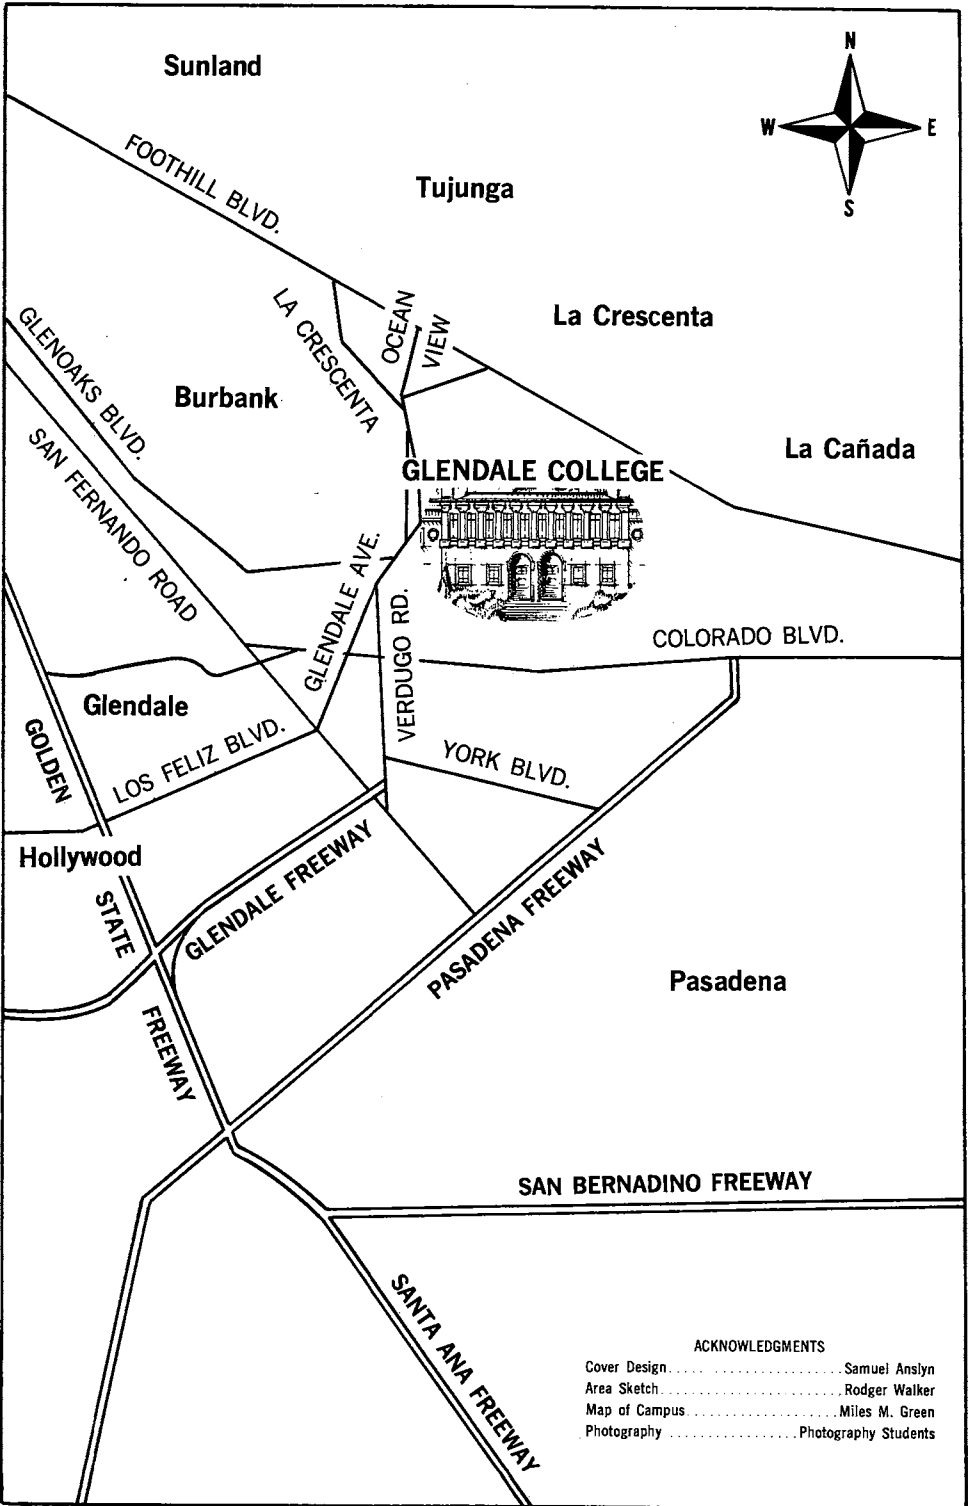 N
Sunland
W E
FOOTHILL BLVD.
Tujunga
S
LA CRESCENTA
OCEAN
VIEW
La Crescenta
GLENOAKS BLVD.
Burbank
SAN FERNANDO ROAD
La Cañada
GLENDALE COLLEGE
GLENDALE AVE.
VERDUGO RD.
COLORADO BLVD.
Glendale
GOLDEN
LOS FELIZ BLVD.
YORK BLVD.
Hollywood
STATE
GLENDALE FREEWAY
PASADENA FREEWAY
Pasadena
FREEWAY
SAN BERNADINO FREEWAY
SANTA ANA FREEWAY
ACKNOWLEDGMENTS
Cover Design..... .................. Samuel Anslyn
Area Sketch........................ Rodger Walker
Map of Campus................... Miles M. Green
Photography ................. Photography Students